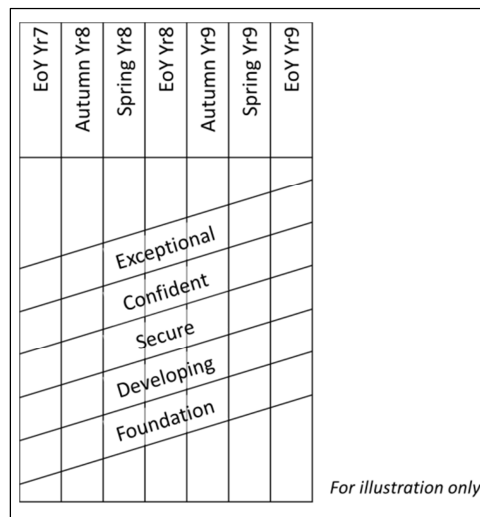 EoY Yr7
Autumn Yr8
Spring Yr8
EoY Yr8
Autumn Yr9
Spring Yr9
EoY Yr9
Exceptional
Confident
Secure
Developing
Foundation
For illustration only